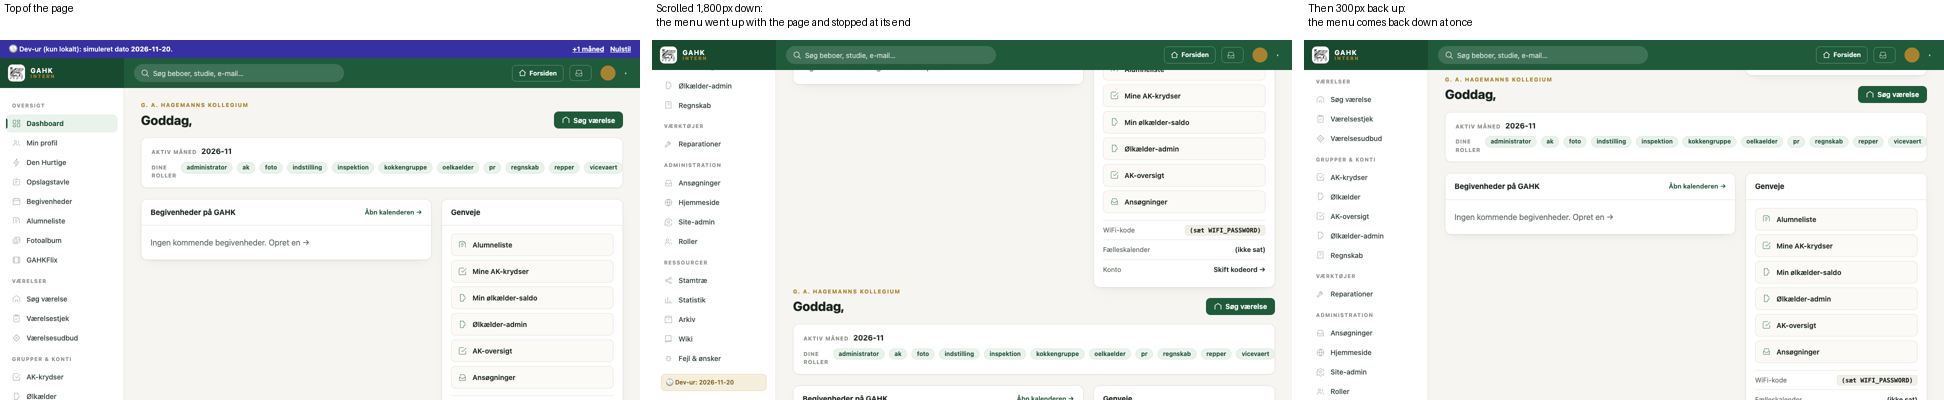 Top of the page
Dev-ur (kun lokalt): simuleret dato 2026-11-20.
+1 måned
Nulstil
GAHK
INTERN
Søg beboer, studie, e-mail...
Forsiden
OVERSIGT
Dashboard
Min profil
Den Hurtige
Opslagstavle
Begivenheder
Alumneliste
Fotoalbum
GAHKFlix
VÆRELSER
Søg værelse
Værelsestjek
Værelsesudbud
GRUPPER & KONTI
AK-krydser
Ølkælder
G. A. HAGEMANNS KOLLEGIUM
Goddag,
Søg værelse
AKTIV MÅNED 2026-11
DINE ROLLER
administrator ak foto indstilling inspektion kokkengruppe oelkaelder pr regnskab repper vicevaert
Begivenheder på GAHK
Åbn kalenderen →
Ingen kommende begivenheder. Opret en →
Genveje
Alumneliste
Mine AK-krydser
Min ølkælder-saldo
Ølkælder-admin
AK-oversigt
Ansøgninger
Scrolled 1,800px down:
the menu went up with the page and stopped at its end
GAHK
INTERN
Søg beboer, studie, e-mail...
Forsiden
Ølkælder-admin
Regnskab
VÆRKTØJER
Reparationer
ADMINISTRATION
Ansøgninger
Hjemmeside
Site-admin
Roller
RESSOURCER
Stamtræ
Statistik
Arkiv
Wiki
Fejl & ønsker
Dev-ur: 2026-11-20
Alumneliste
Mine AK-krydser
Min ølkælder-saldo
Ølkælder-admin
AK-oversigt
Ansøgninger
WiFi-kode (sæt WIFI_PASSWORD)
Fælleskalender (ikke sat)
Konto Skift kodeord →
G. A. HAGEMANNS KOLLEGIUM
Goddag,
Søg værelse
AKTIV MÅNED 2026-11
DINE ROLLER
administrator ak foto indstilling inspektion kokkengruppe oelkaelder pr regnskab repper vicevaert
Begivenheder på GAHK
Åbn kalenderen →
Genveje
Then 300px back up:
the menu comes back down at once
GAHK
INTERN
Søg beboer, studie, e-mail...
Forsiden
VÆRELSER
Søg værelse
Værelsestjek
Værelsesudbud
GRUPPER & KONTI
AK-krydser
Ølkælder
AK-oversigt
Ølkælder-admin
Regnskab
VÆRKTØJER
Reparationer
ADMINISTRATION
Ansøgninger
Hjemmeside
Site-admin
Roller
G. A. HAGEMANNS KOLLEGIUM
Goddag,
Søg værelse
AKTIV MÅNED 2026-11
DINE ROLLER
administrator ak foto indstilling inspektion kokkengruppe oelkaelder pr regnskab repper vicevaert
Begivenheder på GAHK
Åbn kalenderen →
Ingen kommende begivenheder. Opret en →
Genveje
Alumneliste
Mine AK-krydser
Min ølkælder-saldo
Ølkælder-admin
AK-oversigt
Ansøgninger
WiFi-kode (sæt WIFI_PASSWORD)
Fælleskalender (ikke sat)